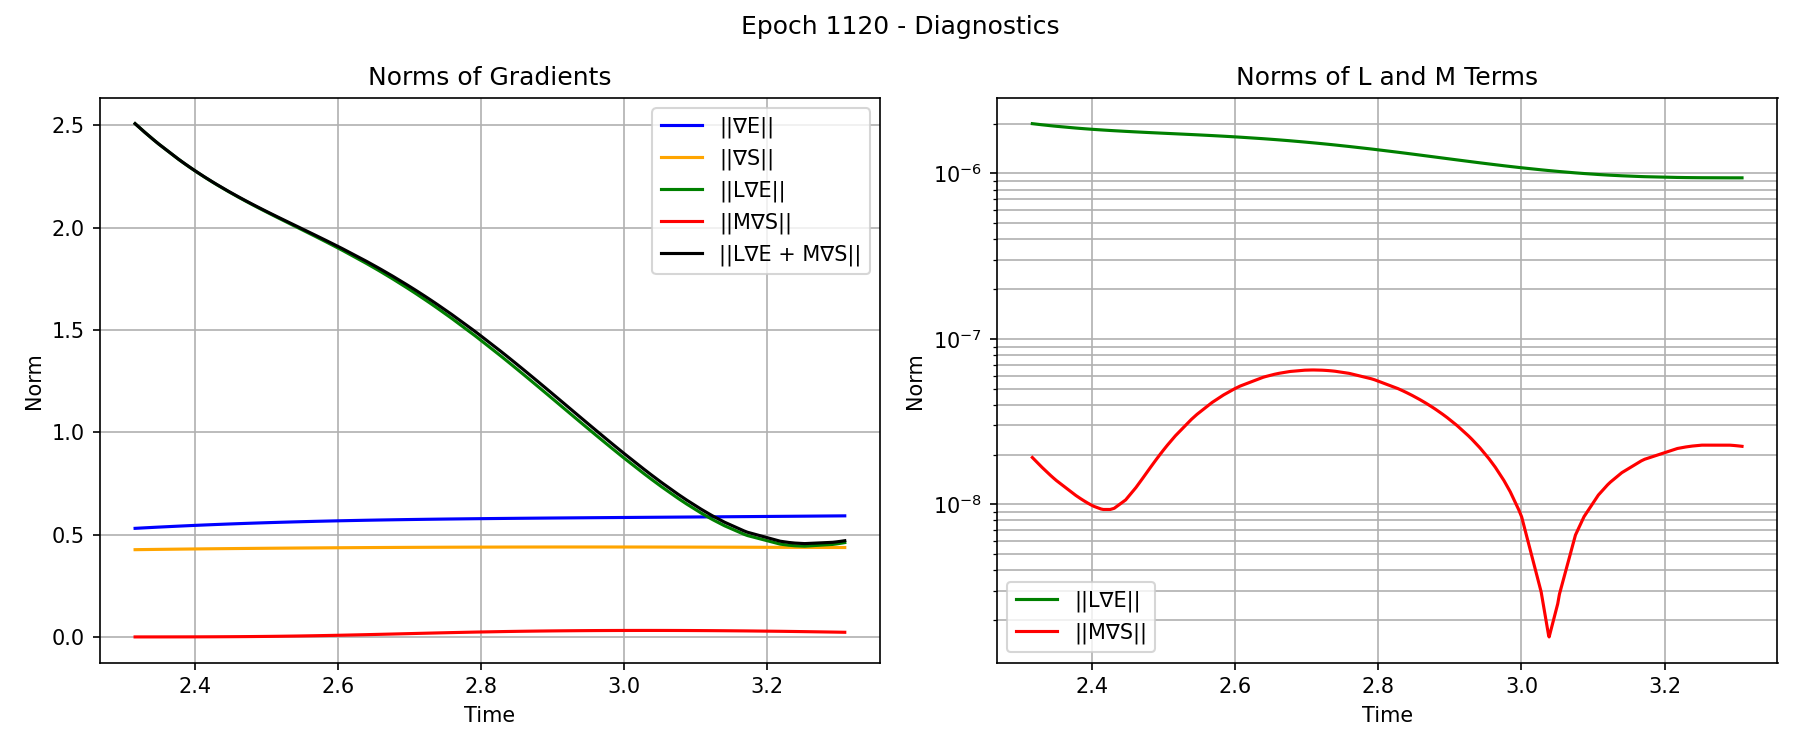 Epoch 1120 - Diagnostics
Norms of Gradients
Norm
2.5
2.0
1.5
1.0
0.5
0.0
||∇E||
||∇S||
||L∇E||
||M∇S||
||L∇E + M∇S||
2.4 2.6 2.8 3.0 3.2
Time
Norms of L and M Terms
Norm
10⁻⁶
10⁻⁷
10⁻⁸
||L∇E||
||M∇S||
2.4 2.6 2.8 3.0 3.2
Time